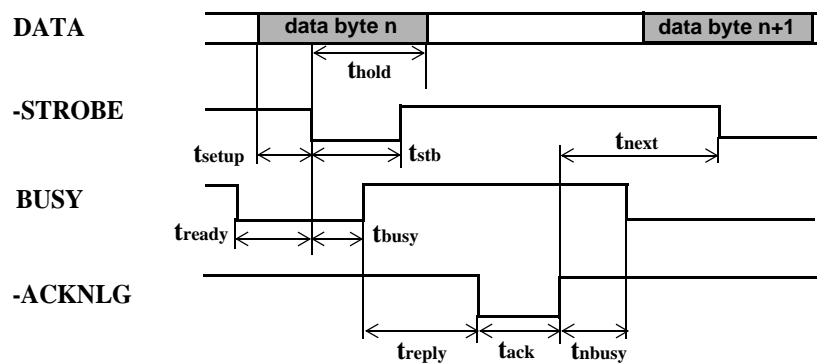 DATA
data byte n
data byte n+1
thold
-STROBE
tsetup
tstb
tnext
BUSY
tready
tbusy
-ACKNLG
treply
tack
tnbusy